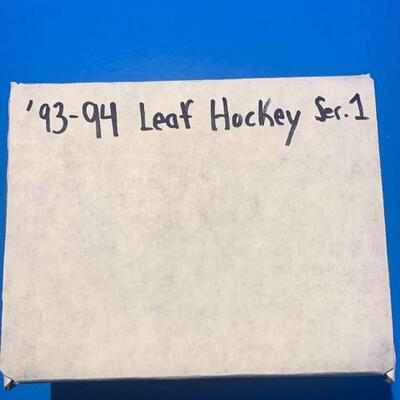 '93-94 Leaf Hockey Ser. 1